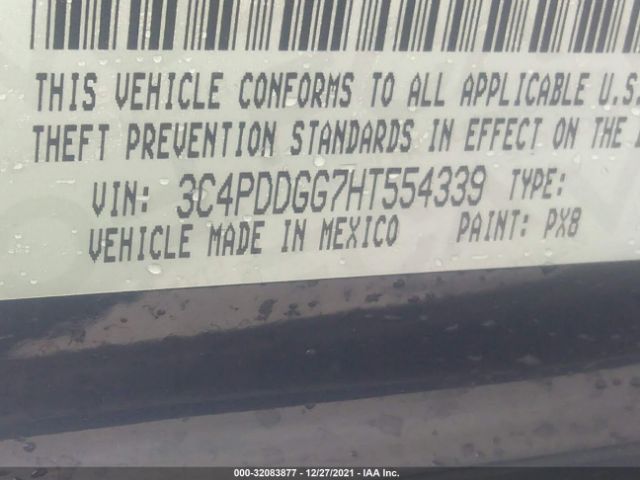 THIS VEHICLE CONFORMS TO ALL APPLICABLE U.S.
THEFT PREVENTION STANDARDS IN EFFECT ON THE
VIN: 3C4PDDGG7HT554339 TYPE:
VEHICLE MADE IN MEXICO PAINT: PX8
000-32083877 - 12/27/2021 - IAA Inc.